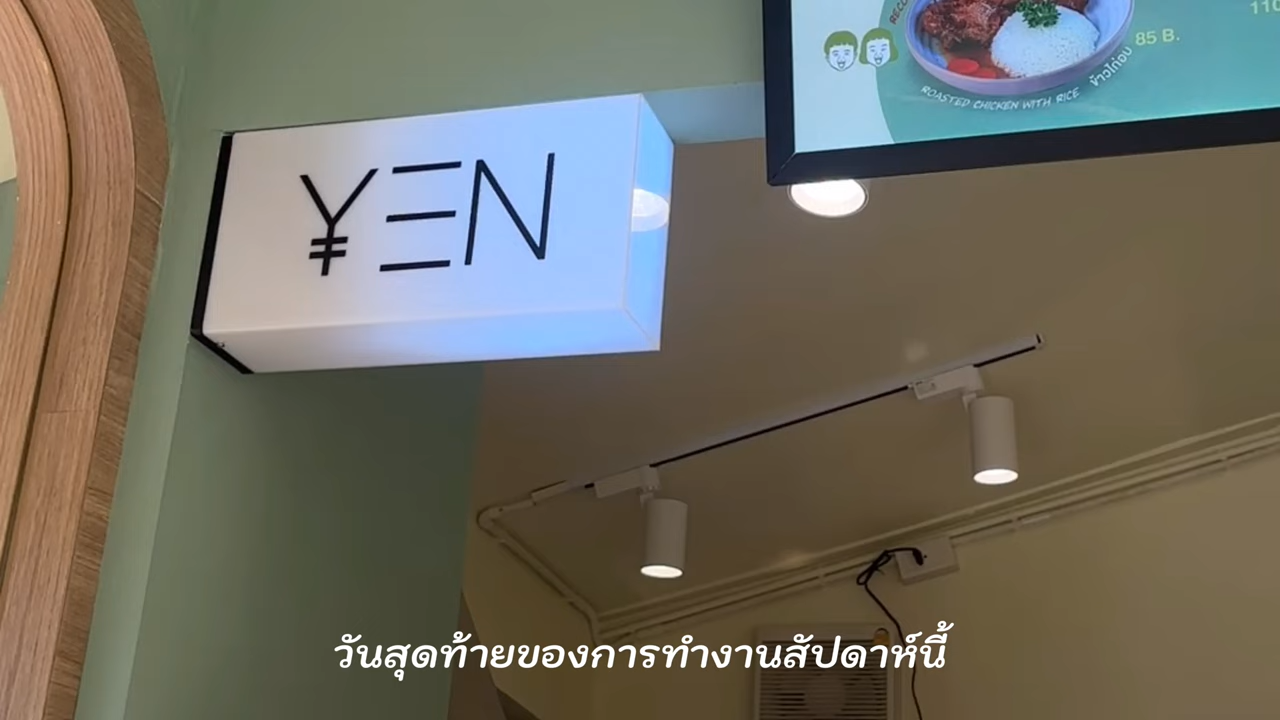 YEN
85 B.
ROASTED CHICKEN WITH RICE
ข้าวไก่อบ
วันสุดท้ายของการทำงานสัปดาห์นี้